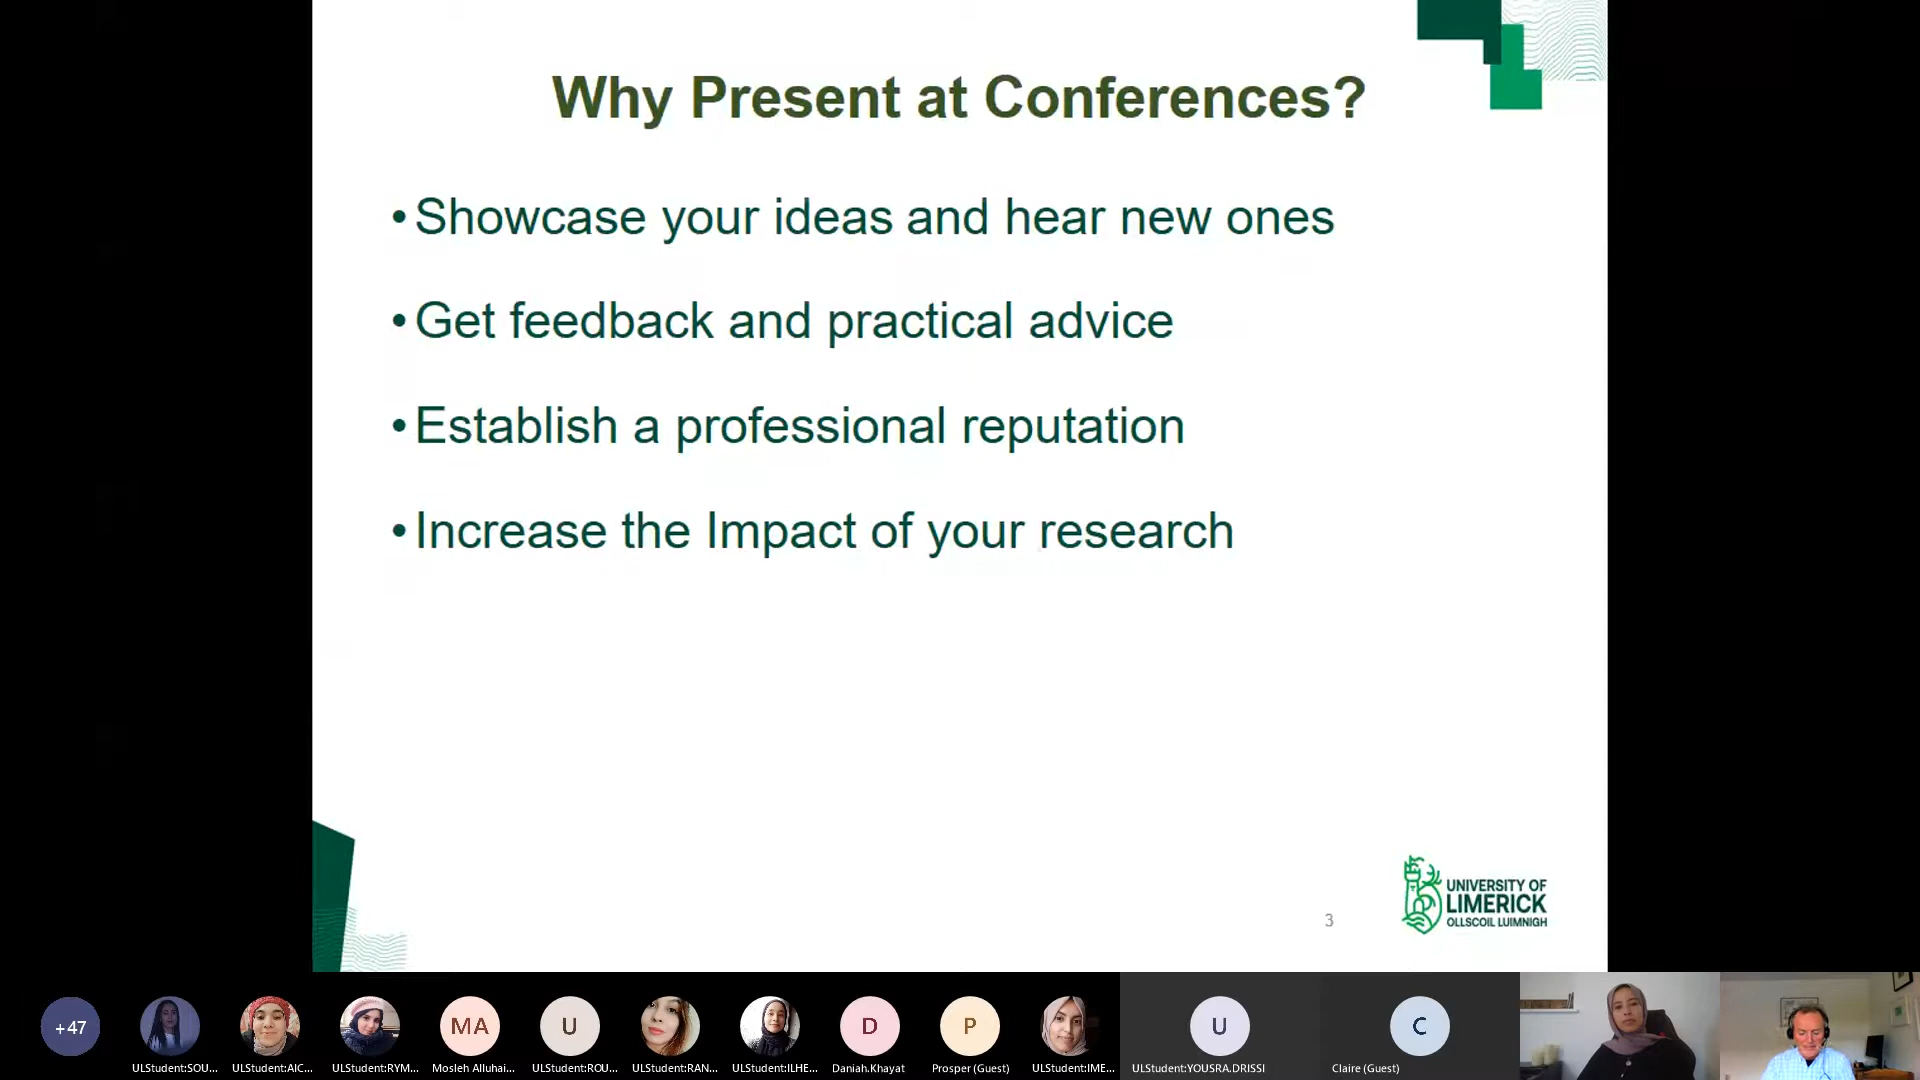 Why Present at Conferences?
• Showcase your ideas and hear new ones
• Get feedback and practical advice
• Establish a professional reputation
• Increase the Impact of your research
3
UNIVERSITY OF
LIMERICK
OLLSCOIL LUIMNIGH
+47
MA
U
D
P
U
C
ULStudent:SOU...
ULStudent:AIC...
ULStudent:RYM...
Mosleh Alluhai...
ULStudent:ROU...
ULStudent:RAN...
ULStudent:ILHE...
Daniah.Khayat
Prosper (Guest)
ULStudent:IME...
ULStudent:YOUSRA.DRISSI
Claire (Guest)